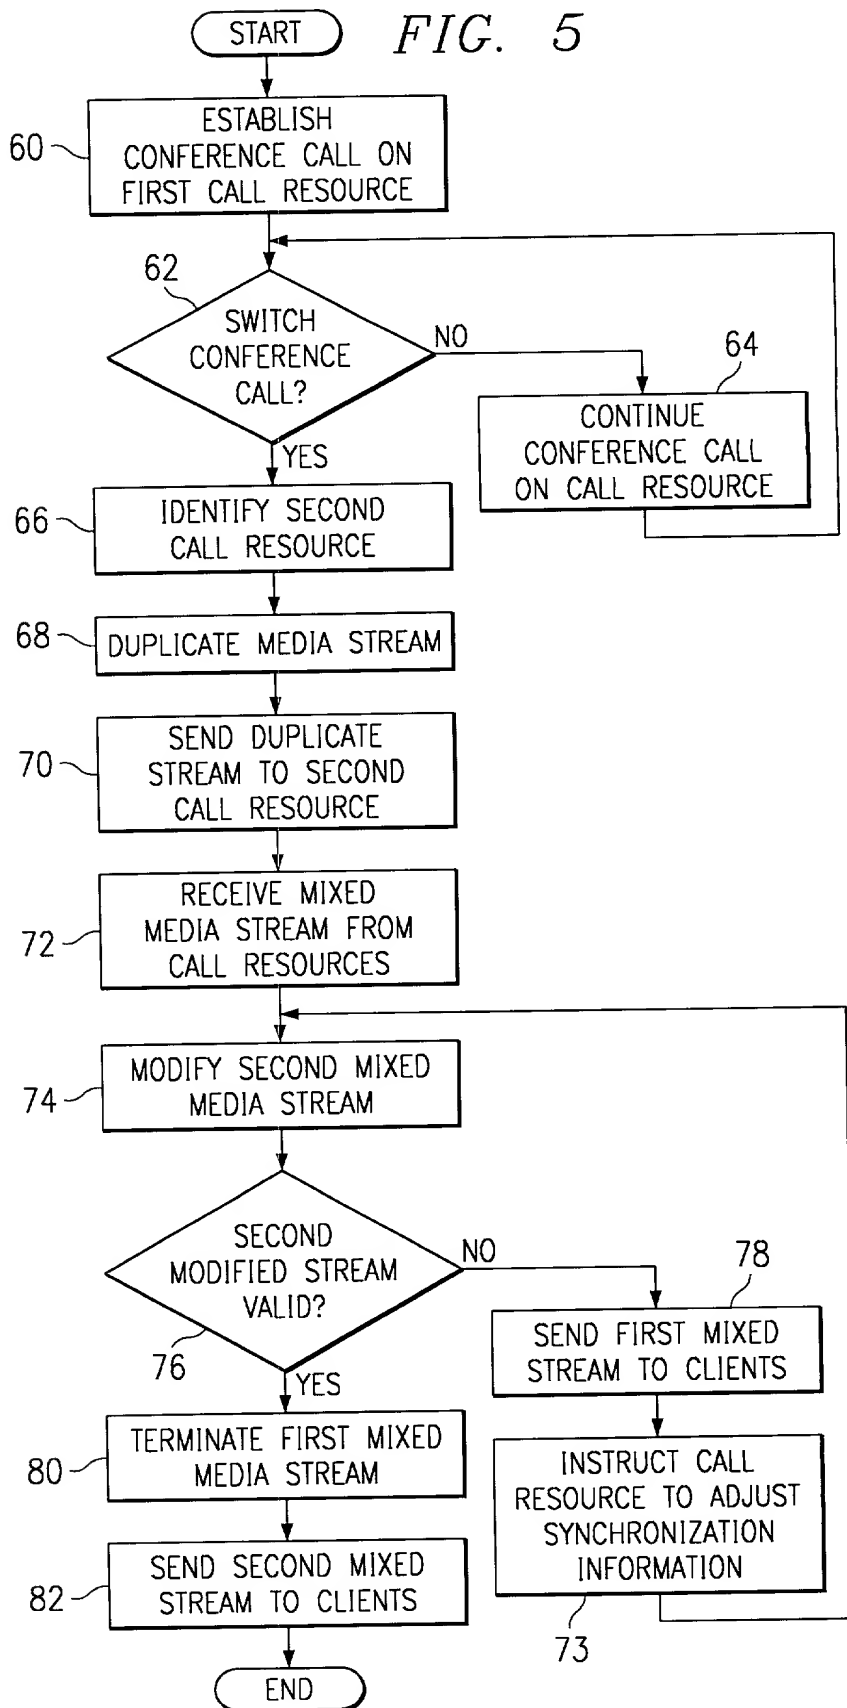 START
FIG. 5
60
ESTABLISH
CONFERENCE CALL ON
FIRST CALL RESOURCE
62
SWITCH
CONFERENCE
CALL?
NO
YES
64
CONTINUE
CONFERENCE CALL
ON CALL RESOURCE
66
IDENTIFY SECOND
CALL RESOURCE
68
DUPLICATE MEDIA STREAM
70
SEND DUPLICATE
STREAM TO SECOND
CALL RESOURCE
72
RECEIVE MIXED
MEDIA STREAM FROM
CALL RESOURCES
74
MODIFY SECOND MIXED
MEDIA STREAM
SECOND
MODIFIED STREAM
VALID?
76
NO
YES
78
SEND FIRST MIXED
STREAM TO CLIENTS
INSTRUCT CALL
RESOURCE TO ADJUST
SYNCHRONIZATION
INFORMATION
73
80
TERMINATE FIRST MIXED
MEDIA STREAM
82
SEND SECOND MIXED
STREAM TO CLIENTS
END